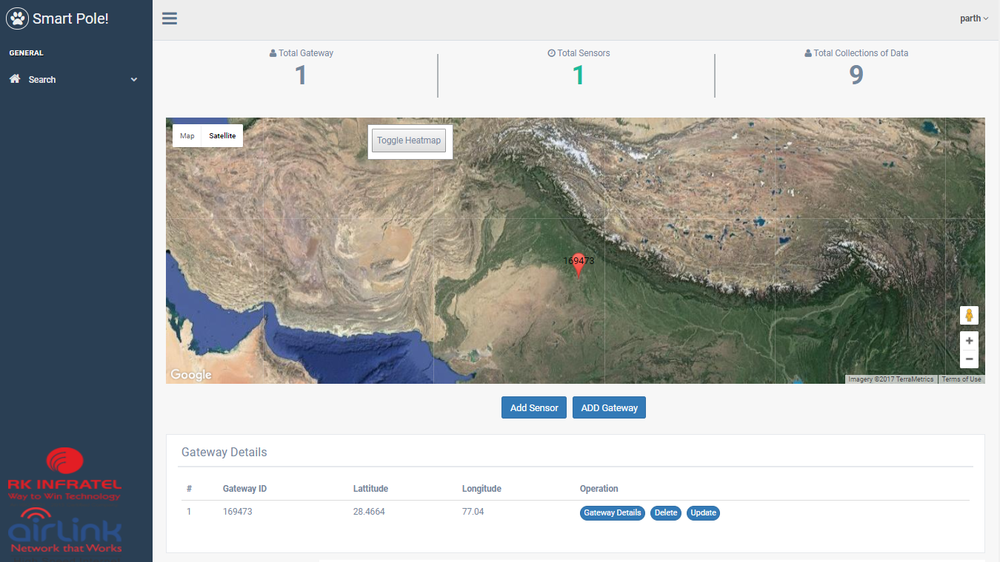 Smart Pole!
parth
GENERAL
Search
Total Gateway
1
Total Sensors
1
Total Collections of Data
9
Map
Satellite
Toggle Heatmap
169473
Google
Imagery ©2017 TerraMetrics
Terms of Use
Add Sensor
ADD Gateway
Gateway Details
# Gateway ID Lattitude Longitude Operation
1 169473 28.4664 77.04 Gateway Details Delete Update
RK INFRATEL
Way to Win Technology
airLink
Network that Works